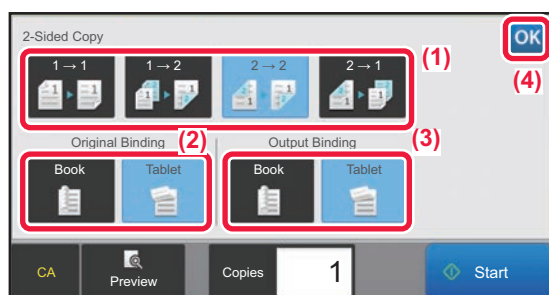 2-Sided Copy
OK
1 → 1
1 → 2
2 → 2
2 → 1
(1)
(4)
Original Binding
(2)
Output Binding
(3)
Book
Tablet
Book
Tablet
CA
Preview
Copies
1
Start